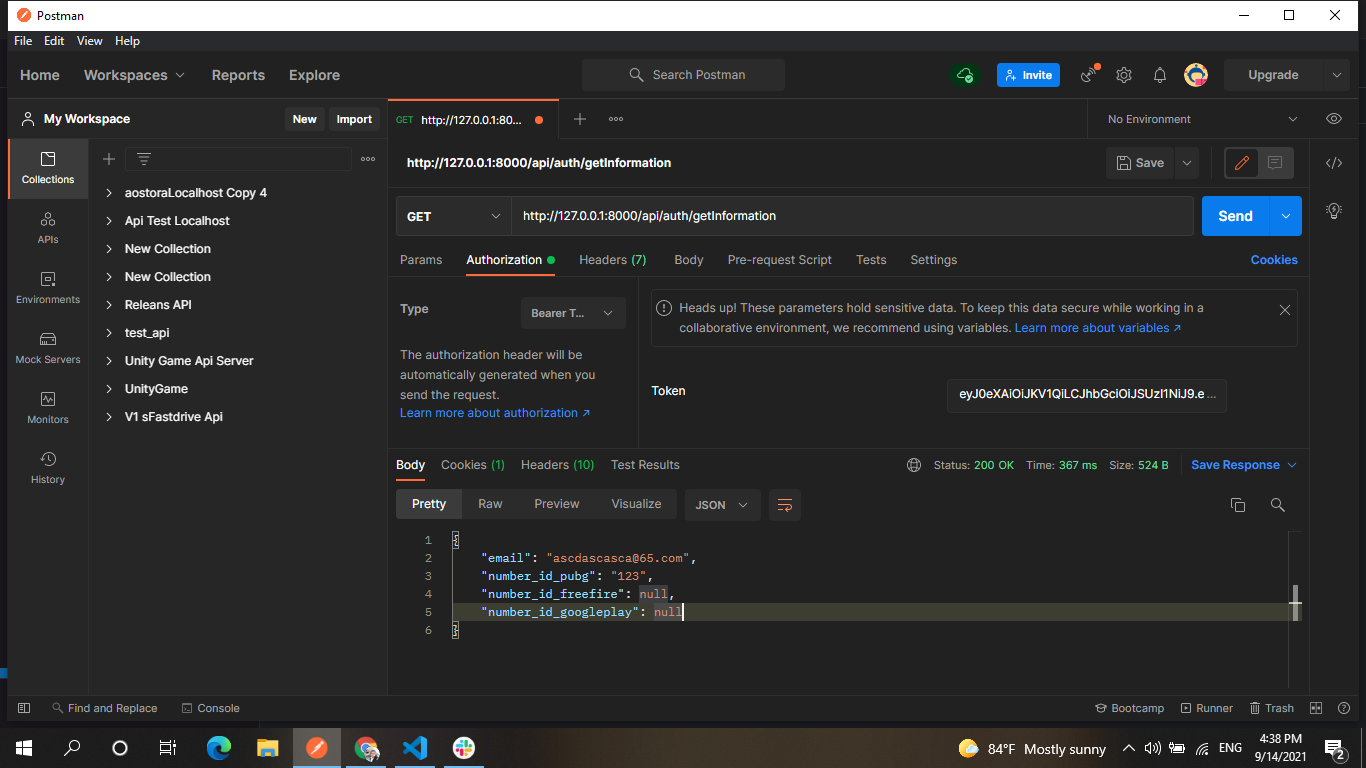 Postman
File Edit View Help
Home Workspaces Reports Explore Search Postman Invite Upgrade
My Workspace New Import
GET http://127.0.0.1:80... No Environment
Collections
APIs
Environments
Mock Servers
Monitors
History
aostoraLocalhost Copy 4
Api Test Localhost
New Collection
New Collection
Releans API
test_api
Unity Game Api Server
UnityGame
V1 sFastdrive Api
http://127.0.0.1:8000/api/auth/getInformation Save
GET http://127.0.0.1:8000/api/auth/getInformation Send
Params Authorization Headers (7) Body Pre-request Script Tests Settings Cookies
Type Bearer T...
The authorization header will be
automatically generated when you
send the request.
Learn more about authorization ↗
Heads up! These parameters hold sensitive data. To keep this data secure while working in a
collaborative environment, we recommend using variables. Learn more about variables ↗
Token eyJ0eXAiOiJKV1QiLCJhbGciOiJSUzI1NiJ9.e ...
Body Cookies (1) Headers (10) Test Results Status: 200 OK Time: 367 ms Size: 524 B Save Response
Pretty Raw Preview Visualize JSON
1 {
2 "email": "ascdascasca@65.com",
3 "number_id_pubg": "123",
4 "number_id_freefire": null,
5 "number_id_googleplay": null
6 }
Find and Replace Console Bootcamp Runner Trash
84°F Mostly sunny ENG 4:38 PM
9/14/2021 2